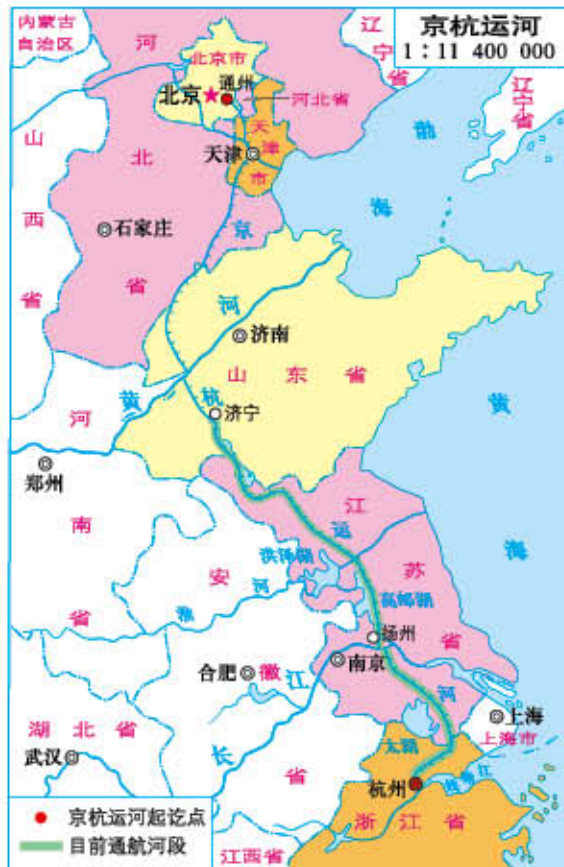 京杭运河
1：11 400 000
内蒙古
自治区
河
北
省
北京市
北京
通州
河北省
辽宁省
辽宁省
渤
海
天津市
天津
山西省
石家庄
京
河
济南
山东省
黄
杭
济宁
黄
海
河
南
省
郑州
江
苏
省
运
洪泽湖
安
徽
省
淮
河
高邮湖
扬州
南京
合肥
江
长
河
上海
上海市
湖北省
武汉
太湖
杭州
钱塘江
浙江省
江西省
京杭运河起讫点
目前通航河段